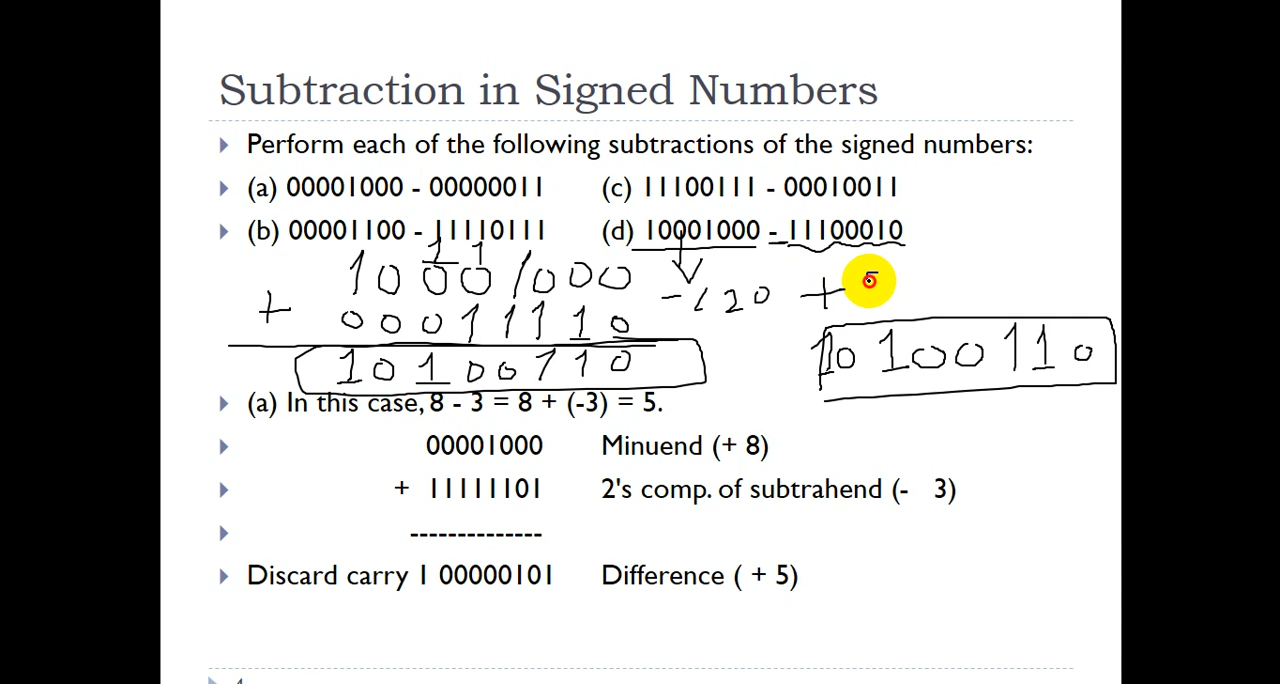 Subtraction in Signed Numbers
Perform each of the following subtractions of the signed numbers:
(a) 00001000 - 00000011 (c) 11100111 - 00010011
(b) 00001100 - 11110111 (d) 10001000 - 11100010
1 1
10001000 -120 +
+ 00011110
10100110 10100110
(a) In this case, 8 - 3 = 8 + (-3) = 5.
00001000 Minuend (+ 8)
+ 11111101 2's comp. of subtrahend (- 3)
--------------
Discard carry 1 00000101 Difference ( + 5)